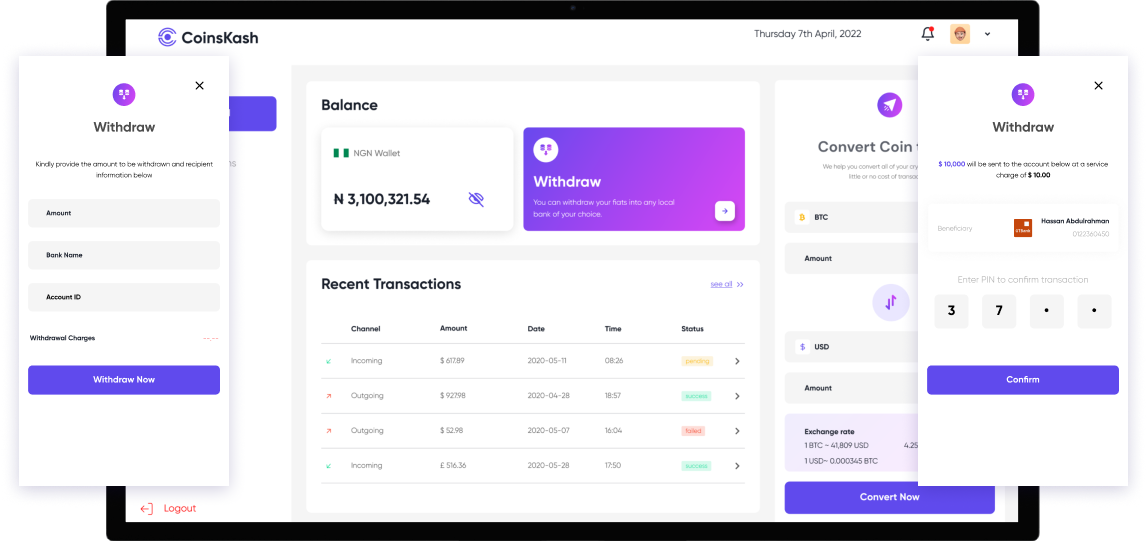 CoinsKash
Thursday 7th April, 2022
Withdraw
Kindly provide the amount to be withdrawn and recipient
information below
Amount
Bank Name
Account ID
Withdrawal Charges
--.--
Withdraw Now
Logout
Balance
NGN Wallet
₦ 3,100,321.54
Withdraw
You can withdraw your fiats into any local
bank of your choice.
Recent Transactions
see all
Channel Amount Date Time Status
Incoming $ 617.89 2020-05-11 08:26 pending
Outgoing $ 927.98 2020-04-28 18:57 success
Outgoing $ 52.98 2020-05-07 16:04 failed
Incoming £ 516.36 2020-05-28 17:50 success
Convert Coin
We help you convert all of your
little or no cost of
BTC
Amount
$ USD
Amount
Exchange rate
1 BTC ~ 41,809 USD 4.25
1 USD~ 0.000345 BTC
Convert Now
Withdraw
$ 10,000 will be sent to the account below at a service
charge of $ 10.00
Beneficiary
GTBank
Hassan Abdulrahman
0122360450
Enter PIN to confirm transaction
3 7 • •
Confirm